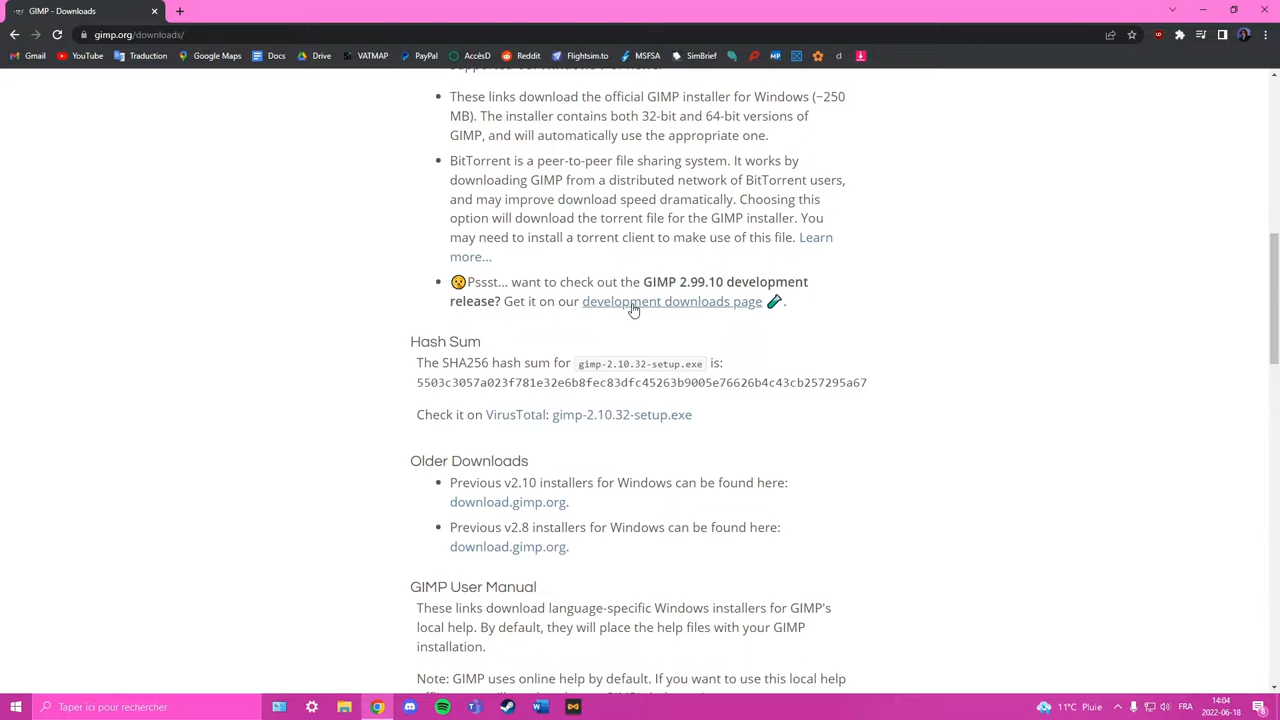 GIMP - Downloads
gimp.org/downloads/
Gmail YouTube Traduction Google Maps Docs Drive VATMAP PayPal AccèsD Reddit Flightsim.to MSFSA SimBrief cl
These links download the official GIMP installer for Windows (~250
MB). The installer contains both 32-bit and 64-bit versions of
GIMP, and will automatically use the appropriate one.
BitTorrent is a peer-to-peer file sharing system. It works by
downloading GIMP from a distributed network of BitTorrent users,
and may improve download speed dramatically. Choosing this
option will download the torrent file for the GIMP installer. You
may need to install a torrent client to make use of this file. Learn
more...
😗Pssst... want to check out the GIMP 2.99.10 development
release? Get it on our development downloads page 🧪.
Hash Sum
The SHA256 hash sum for gimp-2.10.32-setup.exe is:
5503c3057a023f781e32e6b8fec83dfc45263b9005e76626b4c43cb257295a67
Check it on VirusTotal: gimp-2.10.32-setup.exe
Older Downloads
Previous v2.10 installers for Windows can be found here:
download.gimp.org.
Previous v2.8 installers for Windows can be found here:
download.gimp.org.
GIMP User Manual
These links download language-specific Windows installers for GIMP's
local help. By default, they will place the help files with your GIMP
installation.
Note: GIMP uses online help by default. If you want to use this local help
Taper ici pour rechercher
11°C Pluie
FRA
14:04
2022-06-18